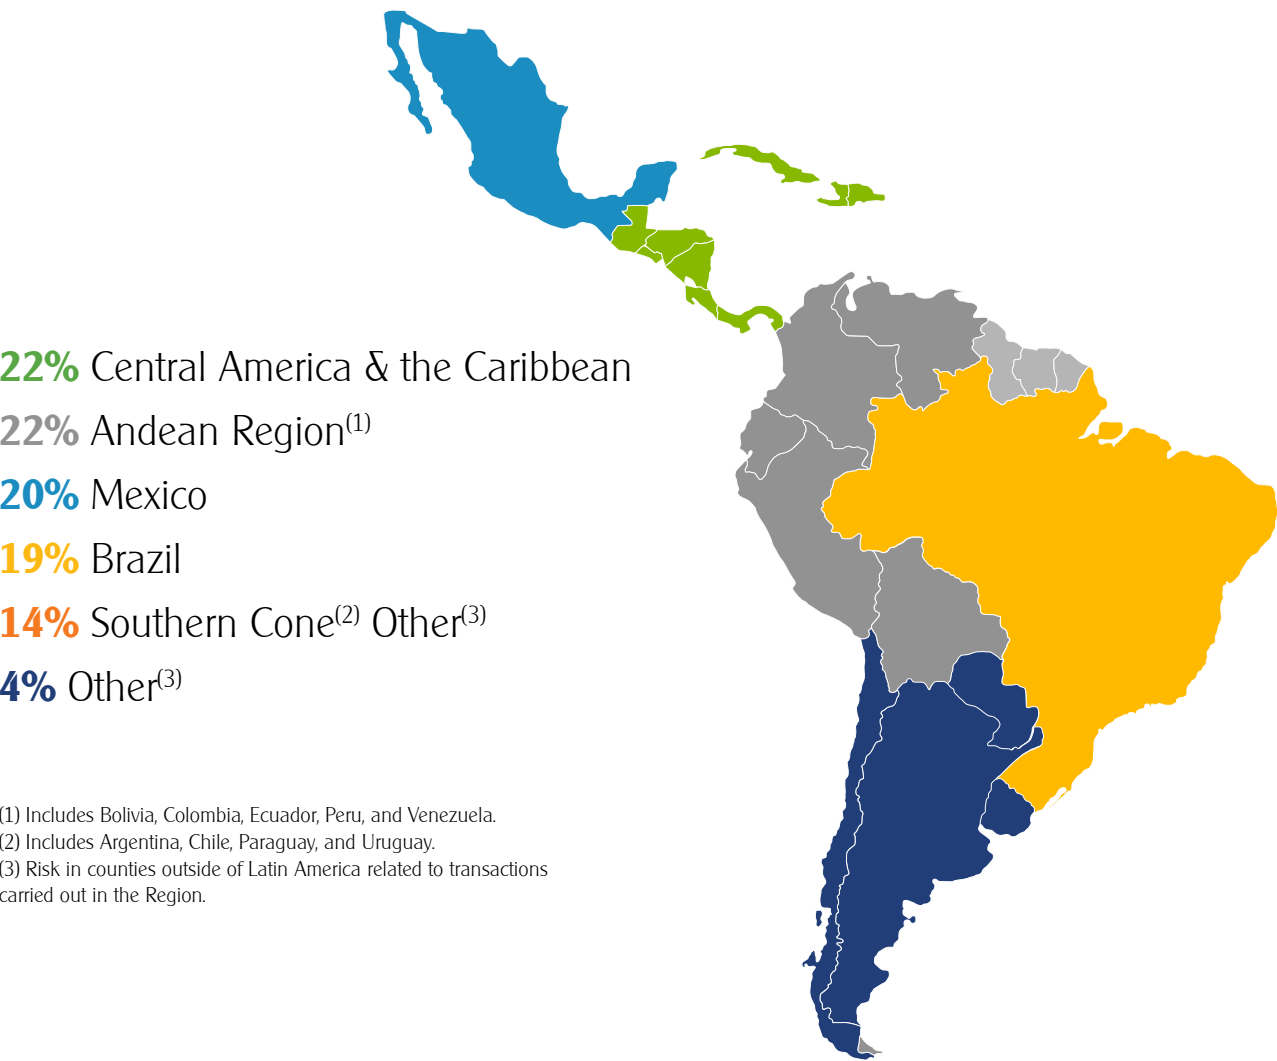 22% Central America & the Caribbean
22% Andean Region(1)
20% Mexico
19% Brazil
14% Southern Cone(2) Other(3)
4% Other(3)
(1) Includes Bolivia, Colombia, Ecuador, Peru, and Venezuela.
(2) Includes Argentina, Chile, Paraguay, and Uruguay.
(3) Risk in counties outside of Latin America related to transactions
carried out in the Region.